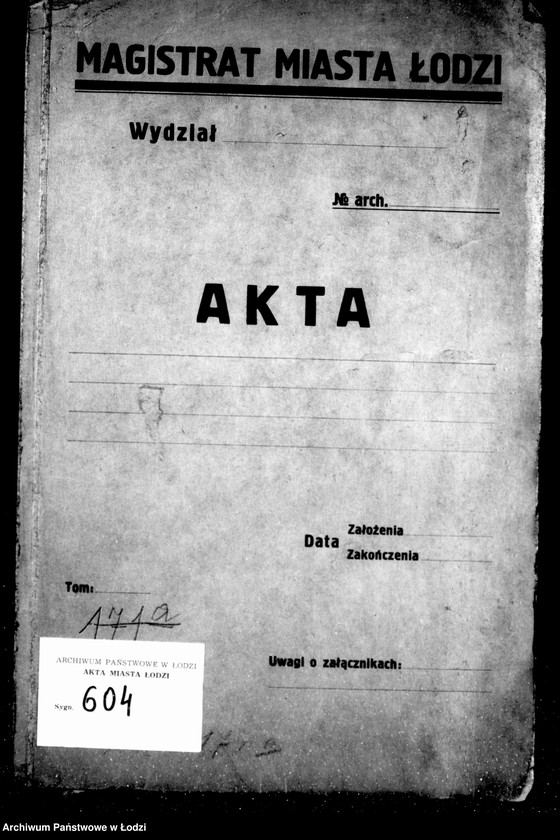 MAGISTRAT MIASTA ŁODZI
Wydział
№ arch.
AKTA
Data Założenia
Zakończenia
Tom:
171a
Uwagi o załącznikach:
ARCHIWUM PAŃSTWOWE W ŁODZI
AKTA MIASTA ŁODZI
Sygn. 604
Archiwum Państwowe w Łodzi